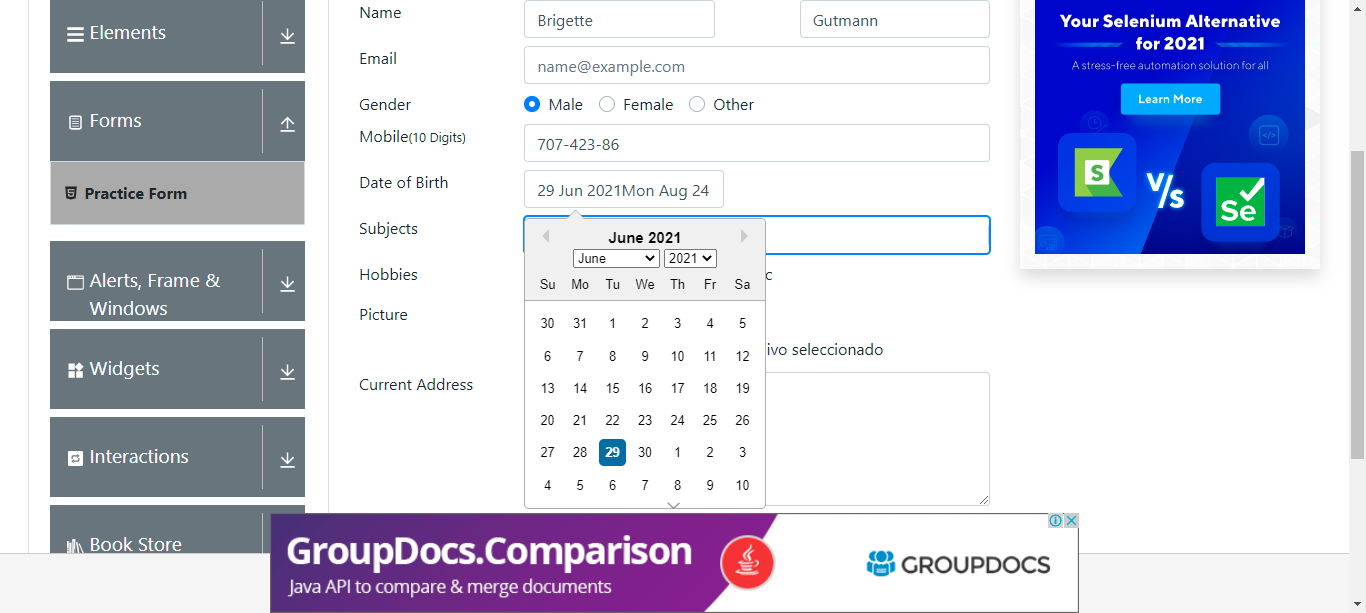 Elements
Forms
Practice Form
Alerts, Frame &
Windows
Widgets
Interactions
Book Store
Name
Brigette
Gutmann
Email
name@example.com
Gender
Male
Female
Other
Mobile(10 Digits)
707-423-86
Date of Birth
29 Jun 2021Mon Aug 24
Subjects
Hobbies
c
Picture
ivo seleccionado
Current Address
June 2021
June
2021
Su Mo Tu We Th Fr Sa
30 31 1 2 3 4 5
6 7 8 9 10 11 12
13 14 15 16 17 18 19
20 21 22 23 24 25 26
27 28 29 30 1 2 3
4 5 6 7 8 9 10
Your Selenium Alternative
for 2021
A stress-free automation solution for all
Learn More
S
V/s
Se
GroupDocs.Comparison
Java API to compare & merge documents
GROUPDOCS